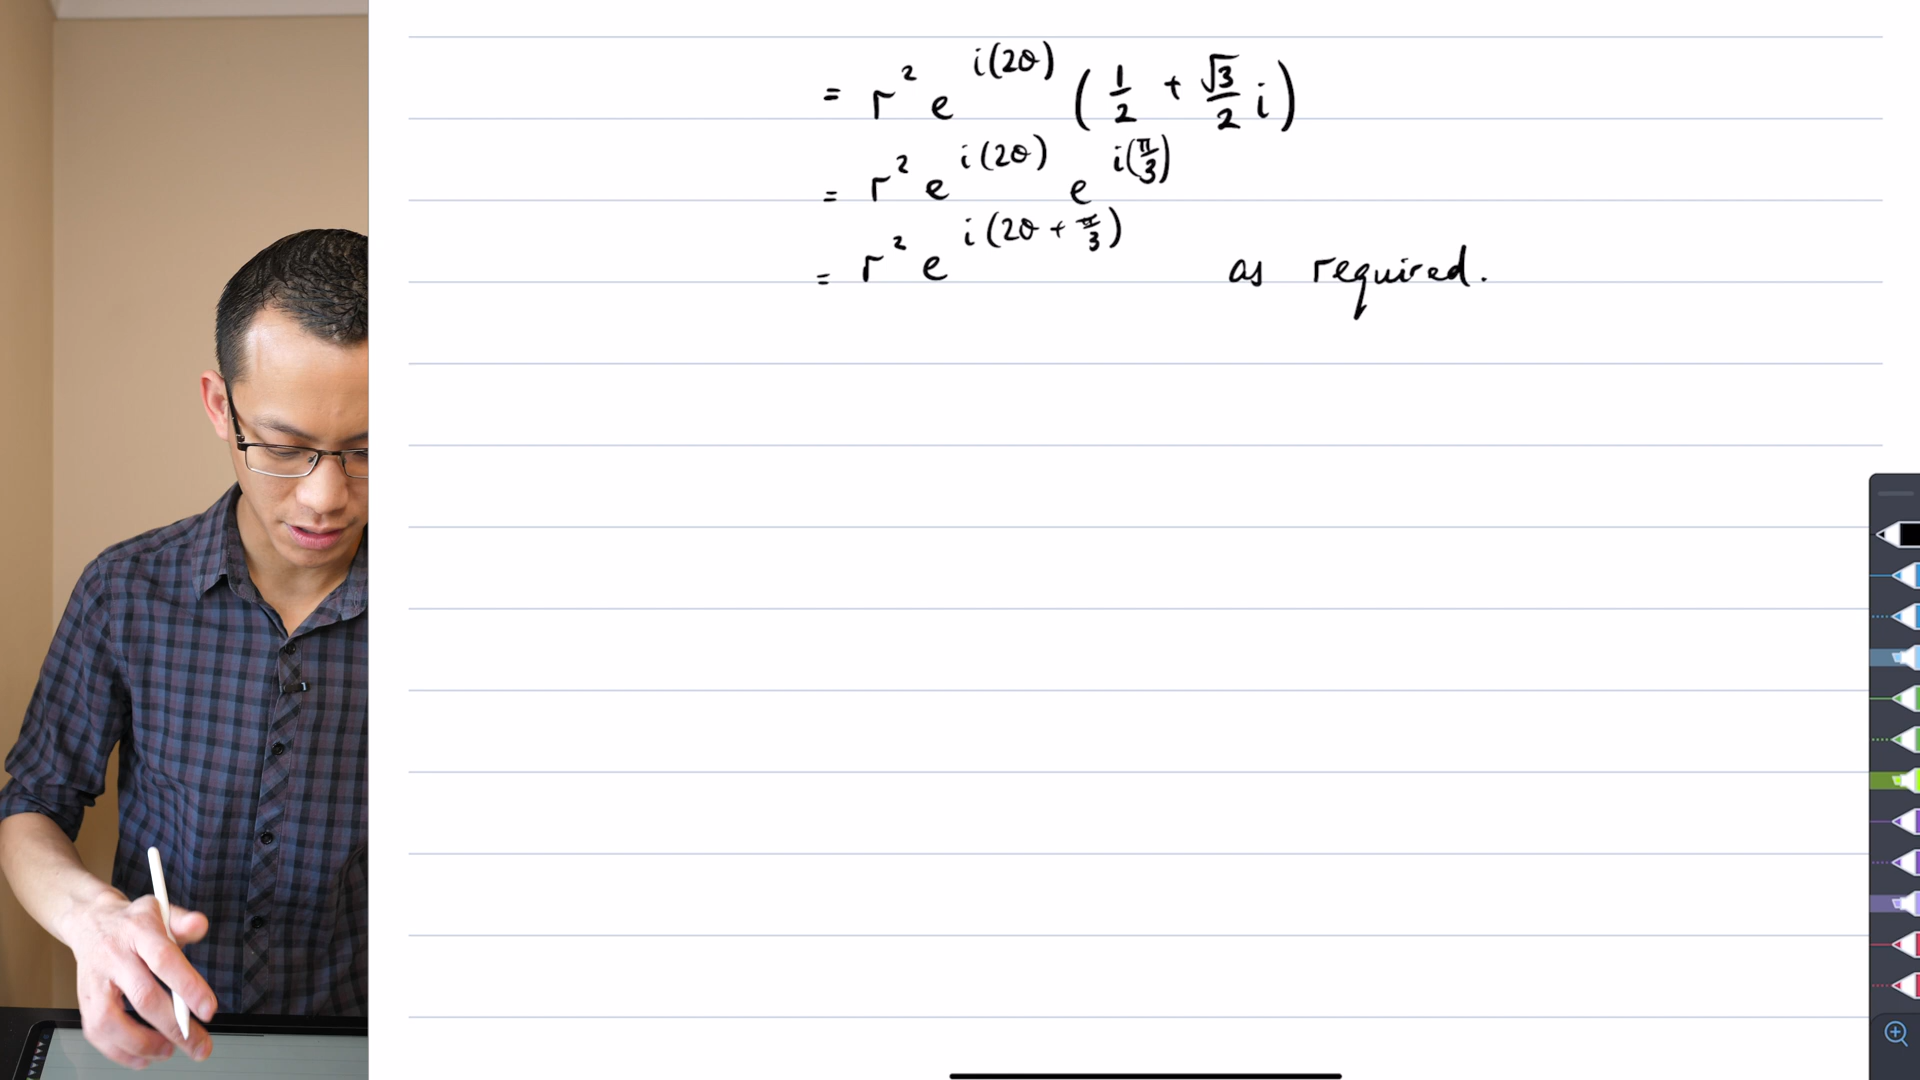 = r² e^{i(2θ)} (1/2 + √3/2 i)
= r² e^{i(2θ)} e^{i(π/3)}
= r² e^{i(2θ + π/3)} as required.